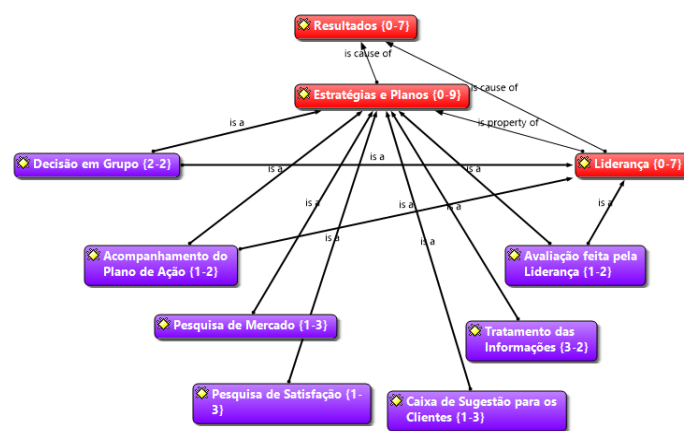 Resultados {0-7}
is cause of
Estratégias e Planos {0-9}
is cause of
is a
is property of
Decisão em Grupo {2-2}
is a
Liderança {0-7}
is a
is a
is a
is a
is a
is a
is a
Acompanhamento do
Plano de Ação {1-2}
Avaliação feita pela
Liderança {1-2}
Pesquisa de Mercado {1-3}
Tratamento das
Informações {3-2}
Pesquisa de Satisfação {1-
3}
Caixa de Sugestão para os
Clientes {1-3}